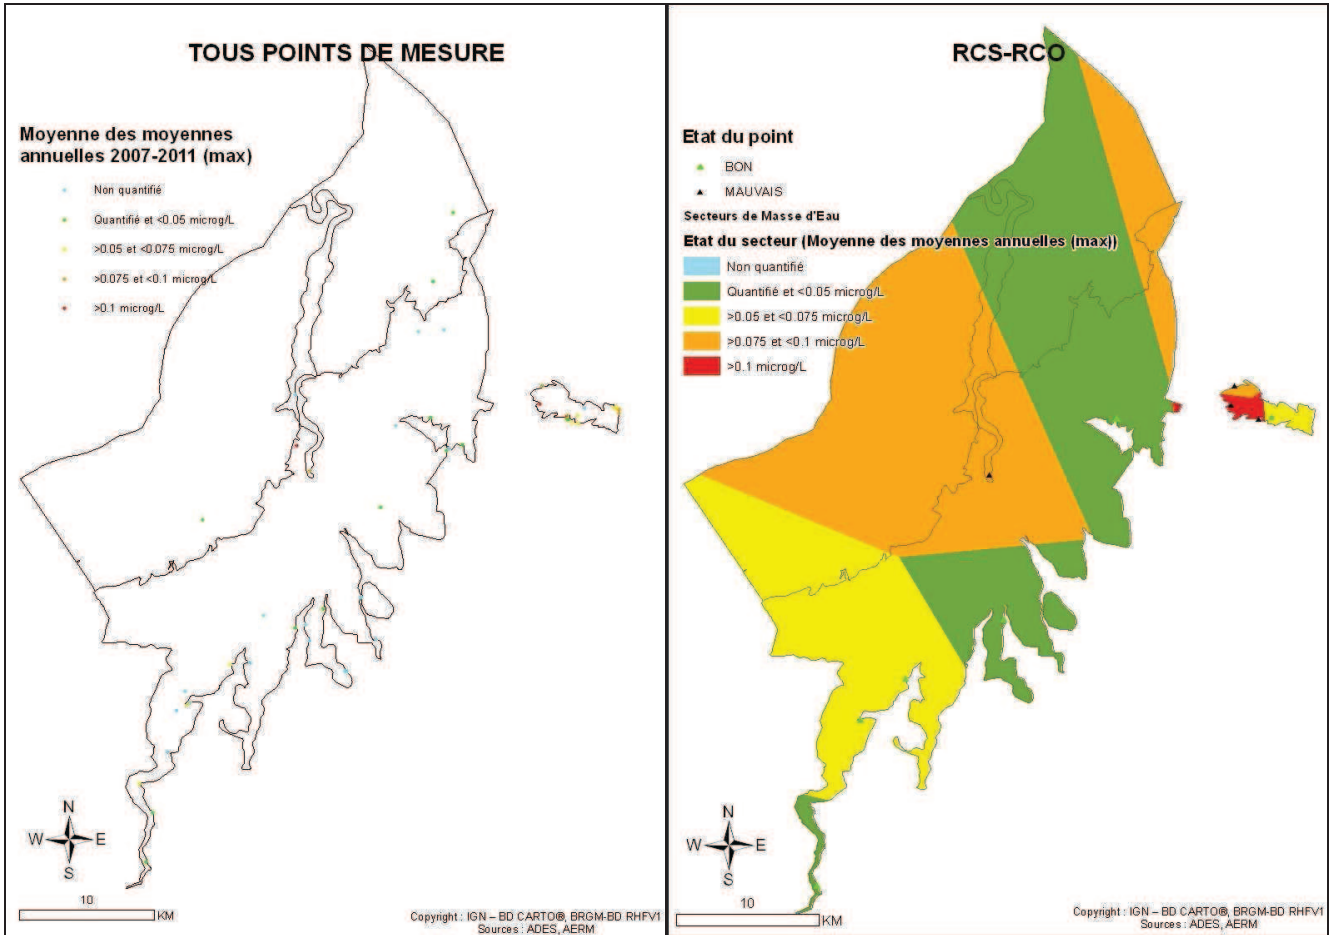 TOUS POINTS DE MESURE
Moyenne des moyennes
annuelles 2007-2011 (max)
Non quantifié
Quantifié et <0.05 microg/L
>0.05 et <0.075 microg/L
>0.075 et <0.1 microg/L
>0.1 microg/L
N
W E
S
10
KM
Copyright : IGN – BD CARTO®, BRGM-BD RHFV1
Sources : ADES, AERM
RCS-RCO
Etat du point
BON
MAUVAIS
Secteurs de Masse d'Eau
Etat du secteur (Moyenne des moyennes annuelles (max))
Non quantifié
Quantifié et <0.05 microg/L
>0.05 et <0.075 microg/L
>0.075 et <0.1 microg/L
>0.1 microg/L
N
W E
S
10
KM
Copyright : IGN – BD CARTO®, BRGM-BD RHFV1
Sources : ADES, AERM